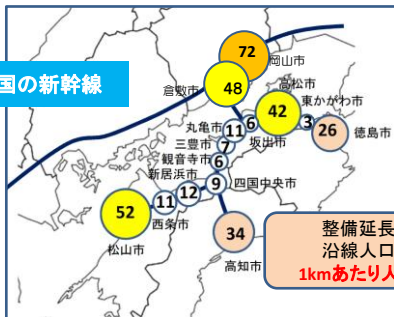 国の新幹線
72
岡山市
倉敷市
48
高松市
42
東かがわ市
丸亀市
11
6
3
26
徳島市
三豊市
7
坂出市
観音寺市
6
新居浜市
9
四国中央市
52
11
12
西条市
松山市
34
高知市
整備延長
沿線人口
1kmあたり人